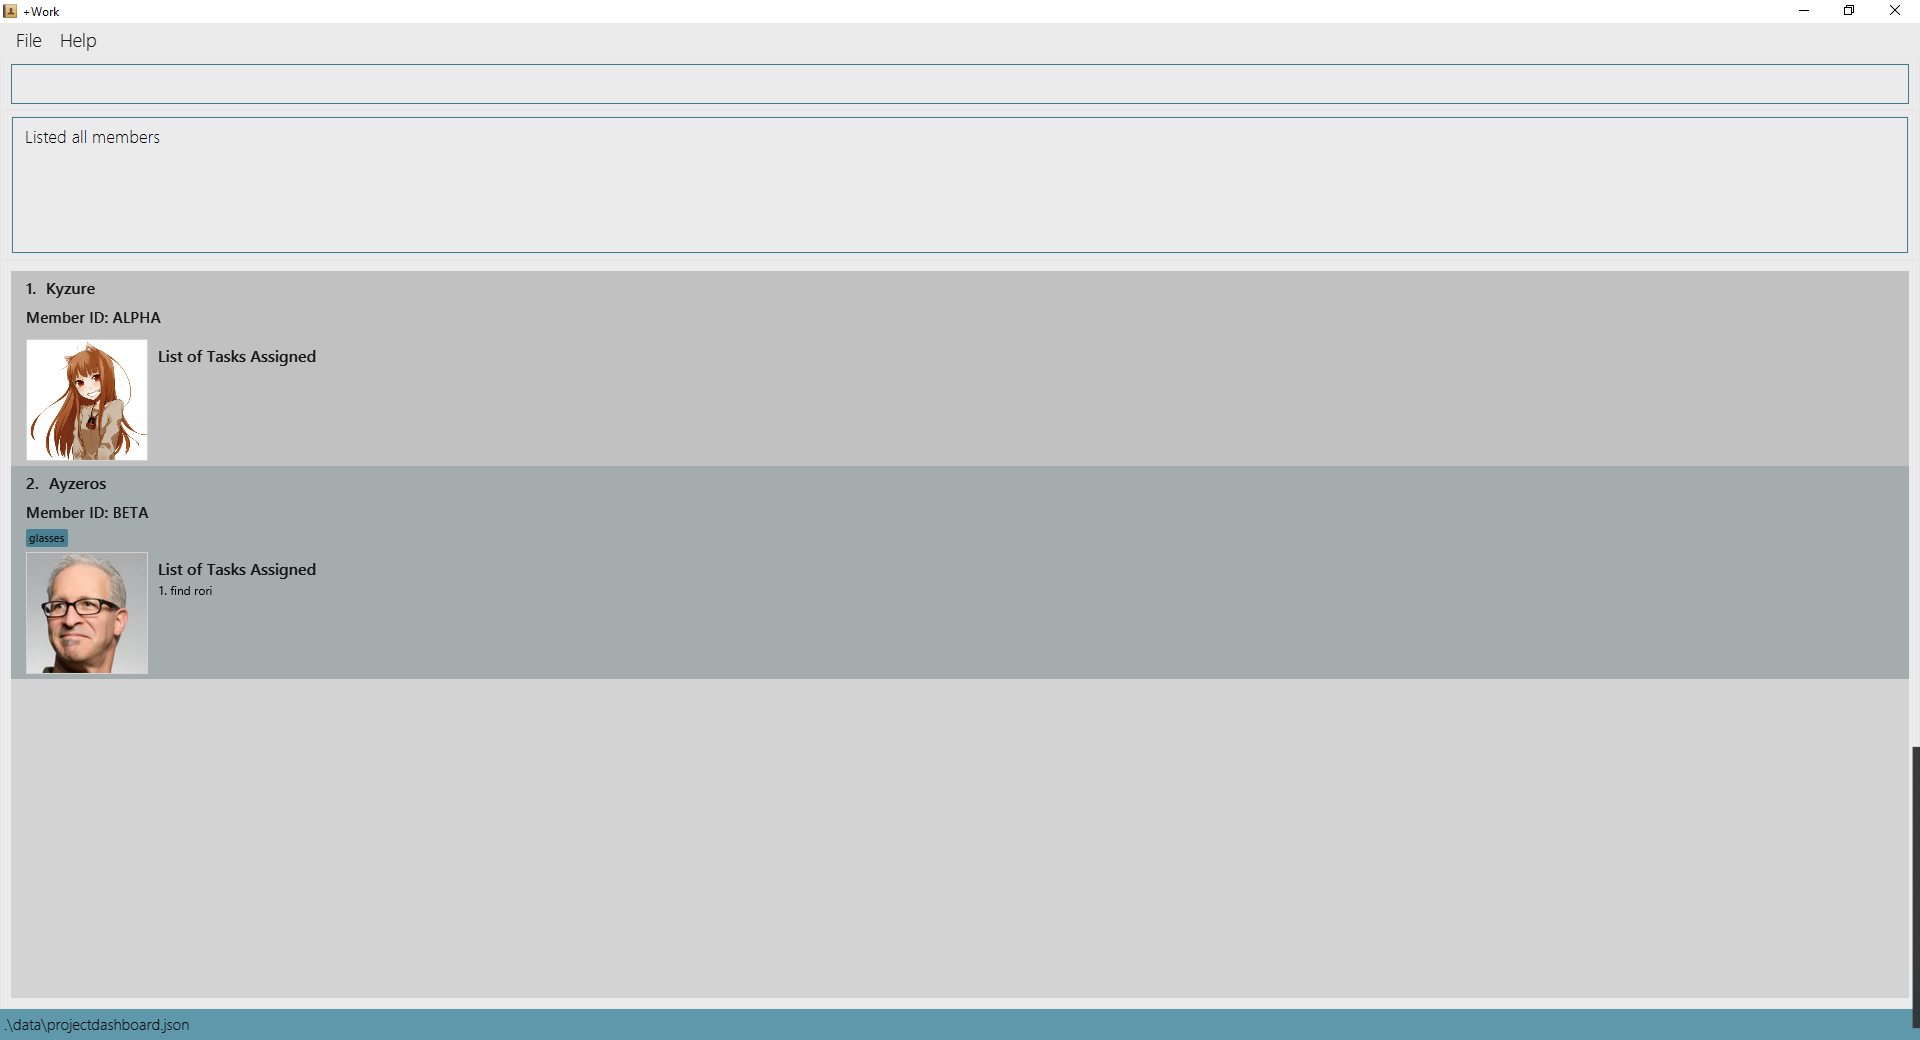 +Work
File Help
Listed all members
1. Kyzure
Member ID: ALPHA
List of Tasks Assigned
2. Ayzeros
Member ID: BETA
glasses
List of Tasks Assigned
1. find rori
.\data\projectdashboard.json